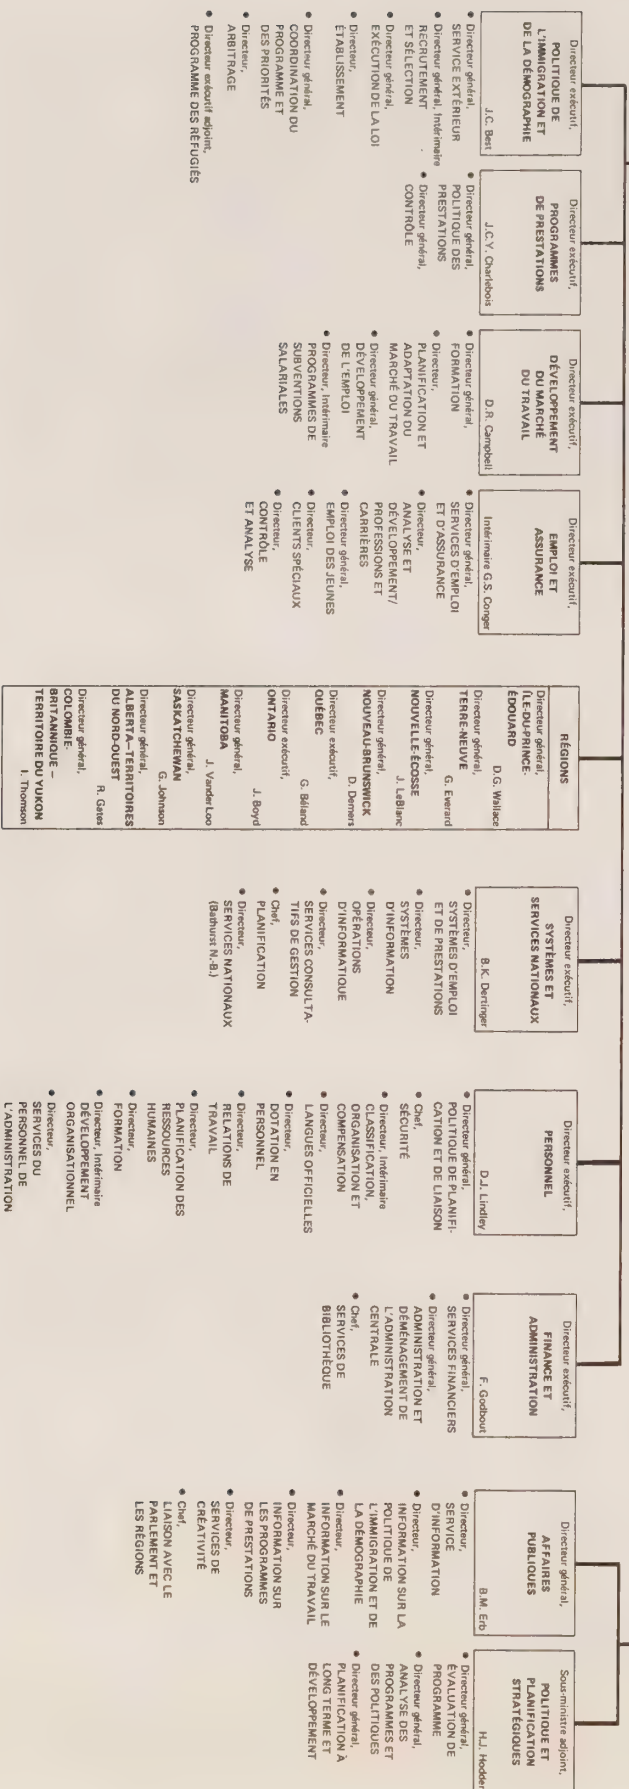 Directeur exécutif,
POLITIQUE DE
L'IMMIGRATION ET
DE LA DÉMOGRAPHIE
J.C. Best
● Directeur général,
SERVICE EXTÉRIEUR
● Directeur général, Intérimaire
RECRUTEMENT
ET SÉLECTION
● Directeur général,
EXÉCUTION DE LA LOI
● Directeur,
ÉTABLISSEMENT
● Directeur général,
COORDINATION DU
PROGRAMME ET
DES PRIORITÉS
● Directeur,
ARBITRAGE
● Directeur exécutif adjoint,
PROGRAMME DES RÉFUGIÉS
Directeur exécutif,
PROGRAMMES
DE PRESTATIONS
J.C.Y. Charlebois
● Directeur général,
POLITIQUE DES
PRESTATIONS
● Directeur général,
CONTRÔLE
Directeur exécutif,
DÉVELOPPEMENT
DU MARCHÉ
DU TRAVAIL
D.R. Campbell
● Directeur général,
FORMATION
● Directeur,
PLANIFICATION ET
ADAPTATION DU
MARCHÉ DU TRAVAIL
● Directeur général,
DÉVELOPPEMENT
DE L'EMPLOI
● Directeur, Intérimaire
PROGRAMMES DE
SUBVENTIONS
SALARIALES
Directeur exécutif,
EMPLOI ET
ASSURANCE
Intérimaire G.S. Conger
● Directeur général,
SERVICES D'EMPLOI
ET D'ASSURANCE
● Directeur,
ANALYSE ET
DÉVELOPPEMENT/
PROFESSIONS ET
CARRIÈRES
● Directeur général,
EMPLOI DES JEUNES
● Directeur,
CLIENTS SPÉCIAUX
● Directeur,
CONTRÔLE
ET ANALYSE
RÉGIONS
Directeur général,
ÎLE-DU-PRINCE-
ÉDOUARD
D.G. Wallace
Directeur général,
TERRE-NEUVE
G. Everard
Directeur général,
NOUVELLE-ÉCOSSE
J. LeBlanc
Directeur général,
NOUVEAU-BRUNSWICK
D. Demers
Directeur exécutif,
QUÉBEC
G. Béland
Directeur exécutif,
ONTARIO
J. Boyd
Directeur général,
MANITOBA
J. Vander Loo
Directeur général,
SASKATCHEWAN
G. Johnson
Directeur général,
ALBERTA—TERRITOIRES
DU NORD-OUEST
R. Gates
Directeur général,
COLOMBIE-
BRITANNIQUE —
TERRITOIRE DU YUKON
I. Thomson
Directeur exécutif,
SYSTÈMES ET
SERVICES NATIONAUX
B.K. Dertinger
● Directeur,
SYSTÈMES D'EMPLOI
ET DE PRESTATIONS
● Directeur,
SYSTÈMES
D'INFORMATION
● Directeur,
OPÉRATIONS
D'INFORMATIQUE
● Directeur,
SERVICES CONSULTA-
TIFS DE GESTION
● Chef,
PLANIFICATION
● Directeur,
SERVICES NATIONAUX
(Bathurst N.-B.)
Directeur exécutif,
PERSONNEL
D.J. Lindley
● Directeur général,
POLITIQUE DE PLANIFI-
CATION ET DE LIAISON
● Chef,
SÉCURITÉ
● Directeur, Intérimaire
CLASSIFICATION,
ORGANISATION ET
COMPENSATION
● Directeur,
LANGUES OFFICIELLES
● Directeur,
DOTATION EN
PERSONNEL
● Directeur,
RELATIONS DE
TRAVAIL
● Directeur,
PLANIFICATION DES
RESSOURCES
HUMAINES
● Directeur,
FORMATION
● Directeur, Intérimaire
DÉVELOPPEMENT
ORGANISATIONNEL
● Directeur,
SERVICES DU
PERSONNEL DE
L'ADMINISTRATION
Directeur exécutif,
FINANCE ET
ADMINISTRATION
F. Godbout
● Directeur général,
SERVICES FINANCIERS
● Directeur général,
ADMINISTRATION ET
DÉMÉNAGEMENT DE
L'ADMINISTRATION
CENTRALE
● Chef,
SERVICES DE
BIBLIOTHÈQUE
Directeur général,
AFFAIRES
PUBLIQUES
B.M. Erb
● Directeur,
SERVICE
D'INFORMATION
● Directeur,
INFORMATION SUR LA
POLITIQUE DE
L'IMMIGRATION ET DE
LA DÉMOGRAPHIE
● Directeur,
INFORMATION SUR LE
MARCHÉ DU TRAVAIL
● Directeur,
INFORMATION SUR
LES PROGRAMMES
DE PRESTATIONS
● Directeur,
SERVICES DE
CRÉATIVITÉ
● Chef,
LIAISON AVEC LE
PARLEMENT ET
LES RÉGIONS
Sous-ministre adjoint,
POLITIQUE ET
PLANIFICATION
STRATÉGIQUES
H.J. Hodder
● Directeur général,
ÉVALUATION DE
PROGRAMME
● Directeur général,
ANALYSE DES
PROGRAMMES ET
DES POLITIQUES
● Directeur général,
PLANIFICATION À
LONG TERME ET
DÉVELOPPEMENT